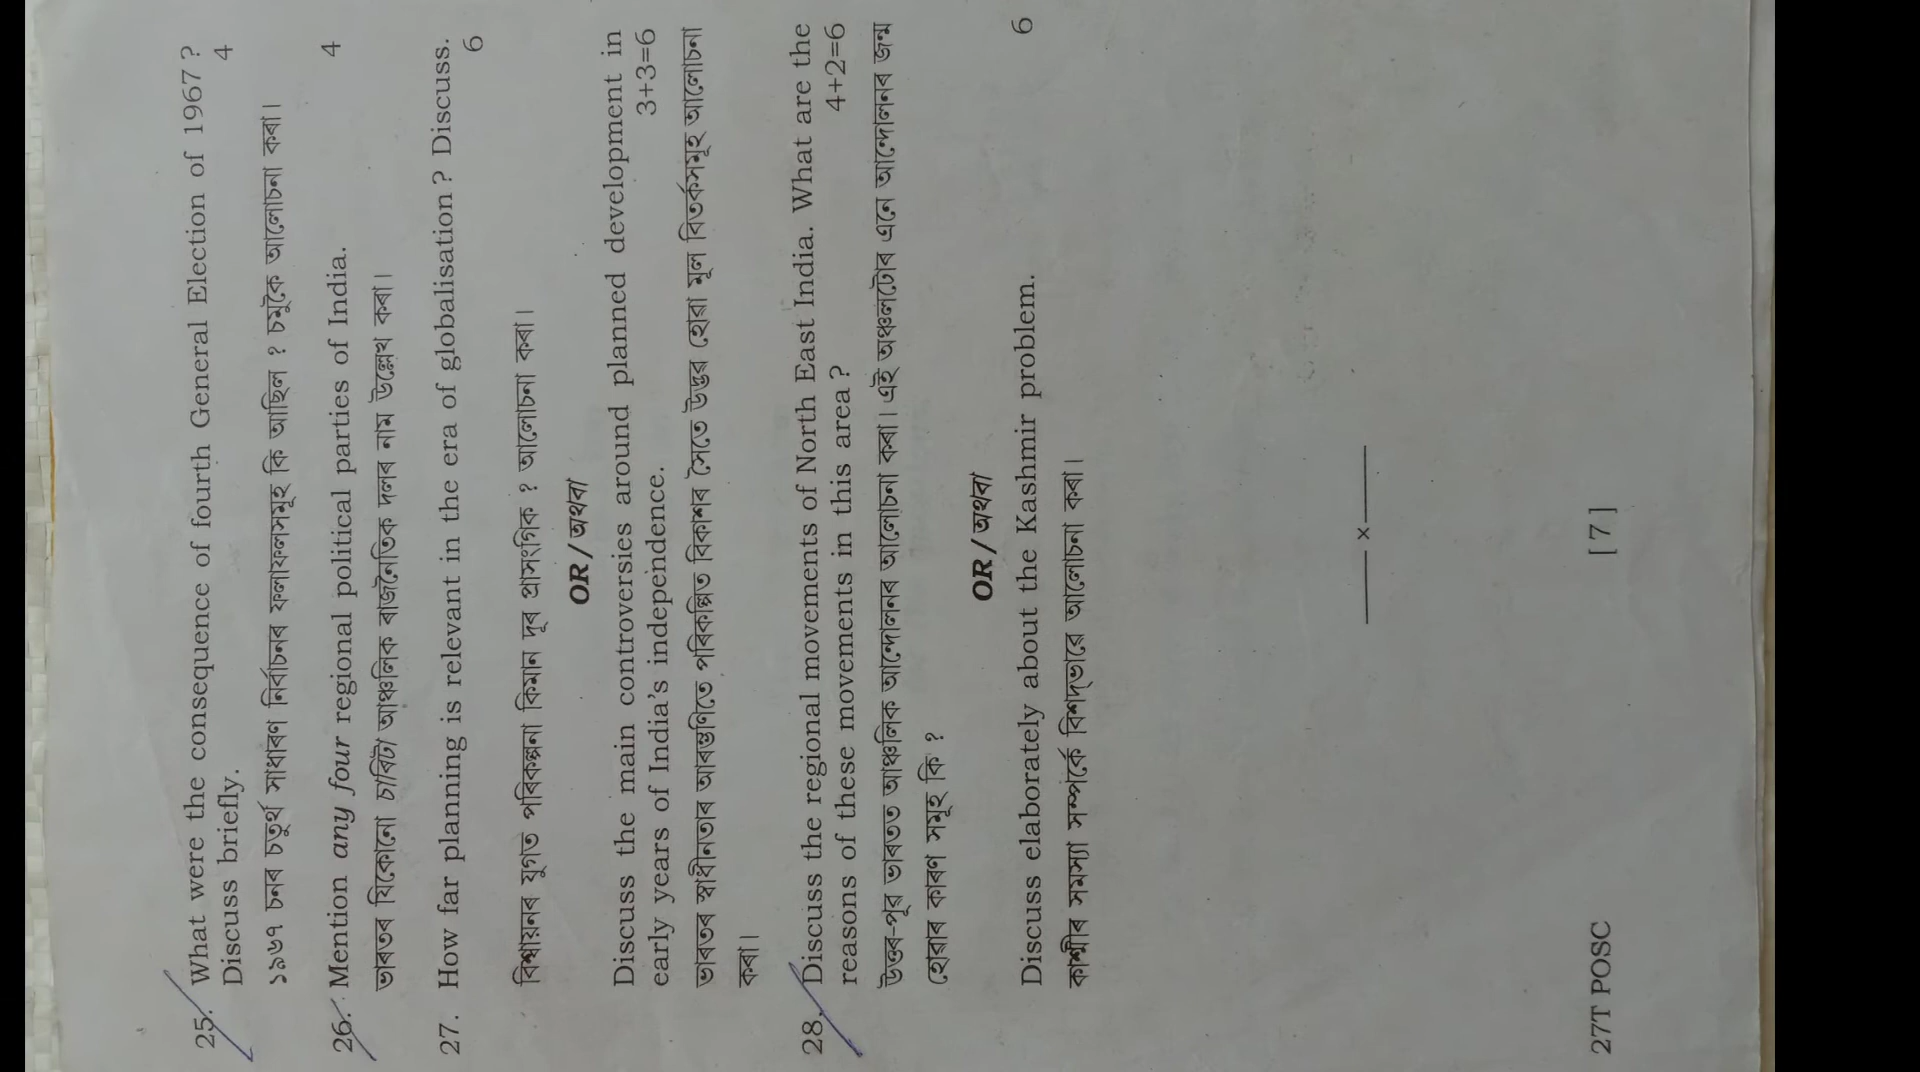 25. What were the consequence of fourth General Election of 1967 ?
Discuss briefly. 4
১৯৬৭ চনৰ চতুৰ্থ সাধাৰণ নিৰ্বাচনৰ ফলাফলসমূহ কি আছিল ? চমুকৈ আলোচনা কৰা।
26. Mention any four regional political parties of India. 4
ভাৰতৰ যিকোনো চাৰিটা আঞ্চলিক ৰাজনৈতিক দলৰ নাম উল্লেখ কৰা।
27. How far planning is relevant in the era of globalisation ? Discuss.
6
বিশ্বায়নৰ যুগত পৰিকল্পনা কিমান দূৰ প্ৰাসংগিক ? আলোচনা কৰা।
OR / অথবা
Discuss the main controversies around planned development in
early years of India's independence. 3+3=6
ভাৰতৰ স্বাধীনতাৰ আৰম্ভণিতে পৰিকল্পিত বিকাশৰ সৈতে উদ্ভৱ হোৱা মূল বিতৰ্কসমূহ আলোচনা
কৰা।
28. Discuss the regional movements of North East India. What are the
reasons of these movements in this area ? 4+2=6
উত্তৰ-পূব ভাৰতত আঞ্চলিক আন্দোলনৰ আলোচনা কৰা। এই অঞ্চলটোৰ এনে আন্দোলনৰ জন্ম
হোৱাৰ কাৰণ সমূহ কি ?
OR / অথবা
Discuss elaborately about the Kashmir problem. 6
কাশ্মীৰ সমস্যা সম্পৰ্কে বিশদ্‌ভাৱে আলোচনা কৰা।
—— × ——
27T POSC [ 7 ]